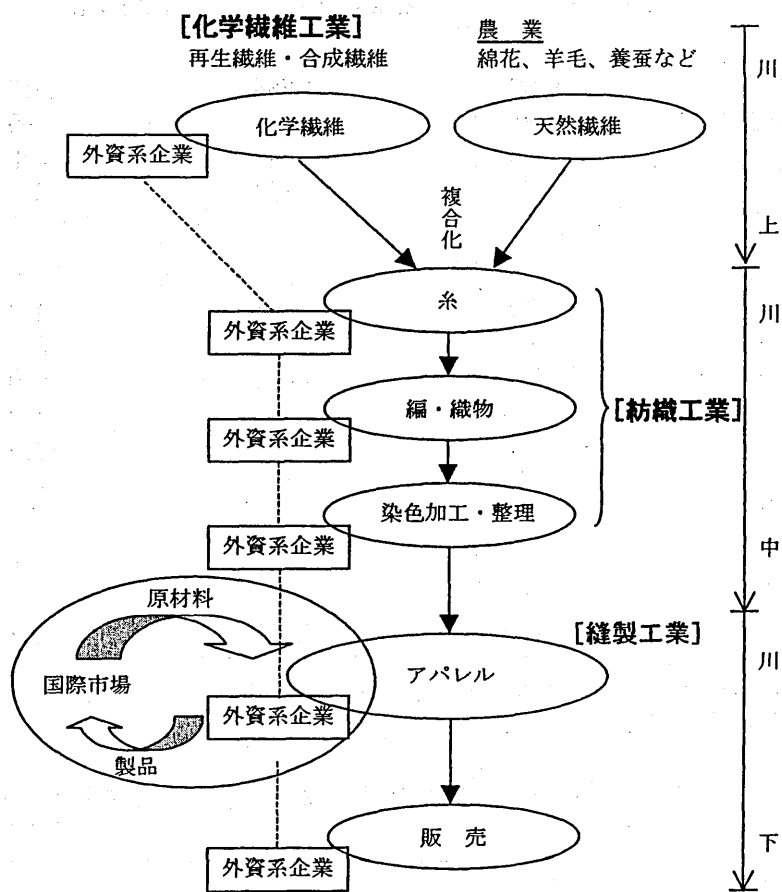 [化学繊維工業]
再生繊維・合成繊維
農 業
綿花、羊毛、養蚕など
化学繊維
天然繊維
外資系企業
複合化
川上
糸
外資系企業
編・織物
外資系企業
[紡織工業]
染色加工・整理
外資系企業
川中
原材料
[縫製工業]
アパレル
国際市場
外資系企業
製品
販 売
外資系企業
川下